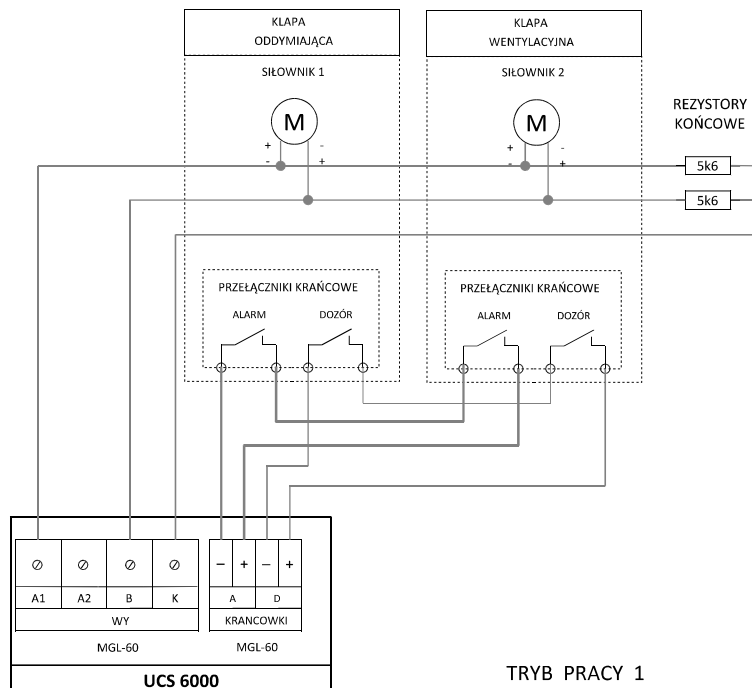 KLAPA
ODDYMIAJĄCA
KLAPA
WENTYLACYJNA
SIŁOWNIK 1
SIŁOWNIK 2
REZYSTORY
KOŃCOWE
M
M
+ -
- +
+ -
- +
5k6
5k6
PRZEŁĄCZNIKI KRAŃCOWE
PRZEŁĄCZNIKI KRAŃCOWE
ALARM DOZÓR
ALARM DOZÓR
− + − +
A1 A2 B K
A D
WY
KRANCOWKI
MGL-60
MGL-60
UCS 6000
TRYB PRACY 1